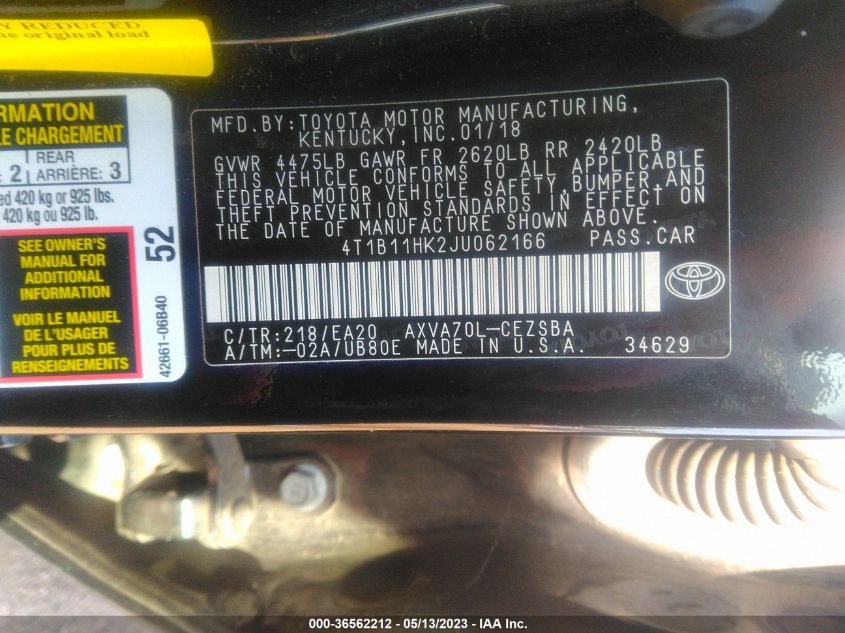 Y REDUCED
ne original load
RMATION
E CHARGEMENT
: 2 REAR
ARRIÈRE: 3
ed 420 kg or 925 lbs.
420 kg ou 925 lb.
SEE OWNER'S
MANUAL FOR
ADDITIONAL
INFORMATION
VOIR LE MANUEL
DE L'USAGER
POUR PLUS DE
RENSEIGNEMENTS
52
42661-06B40
MFD.BY:TOYOTA MOTOR MANUFACTURING,
KENTUCKY,INC.01/18
GVWR 4475LB GAWR FR 2620LB RR 2420LB
THIS VEHICLE CONFORMS TO ALL APPLICABLE
FEDERAL MOTOR VEHICLE SAFETY,BUMPER,AND
THEFT PREVENTION STANDARDS IN EFFECT ON
THE DATE OF MANUFACTURE SHOWN ABOVE.
4T1B11HK2JU062166 PASS.CAR
C/TR:218/EA20 AXVA70L-CEZSBA
A/TM:-02A/UB80E MADE IN U.S.A. 34629
000-36562212 - 05/13/2023 - IAA Inc.